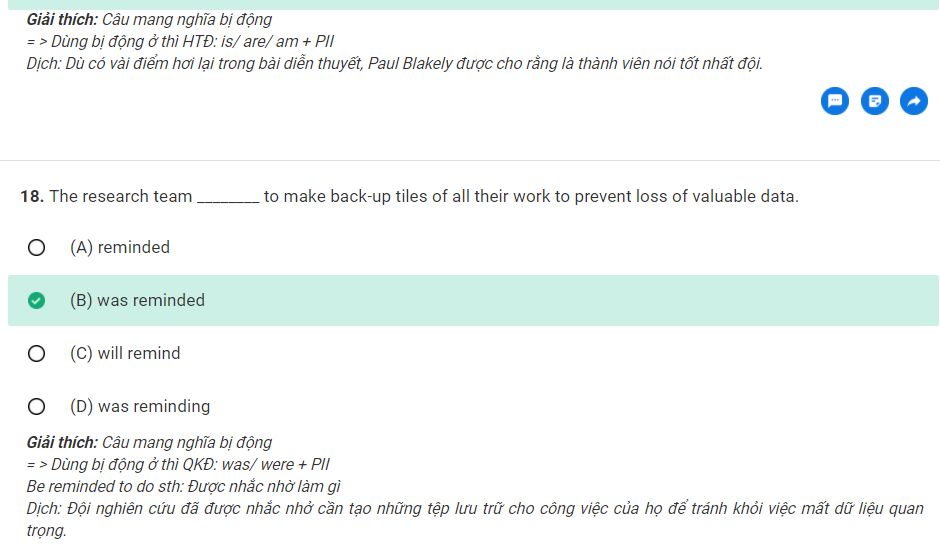 Giải thích: Câu mang nghĩa bị động
= > Dùng bị động ở thì HTĐ: is/ are/ am + PII
Dịch: Dù có vài điểm hơi lại trong bài diễn thuyết, Paul Blakely được cho rằng là thành viên nói tốt nhất đội.
18. The research team ________ to make back-up tiles of all their work to prevent loss of valuable data.
(A) reminded
(B) was reminded
(C) will remind
(D) was reminding
Giải thích: Câu mang nghĩa bị động
= > Dùng bị động ở thì QKĐ: was/ were + PII
Be reminded to do sth: Được nhắc nhờ làm gì
Dịch: Đội nghiên cứu đã được nhắc nhở cần tạo những tệp lưu trữ cho công việc của họ để tránh khỏi việc mất dữ liệu quan
trọng.